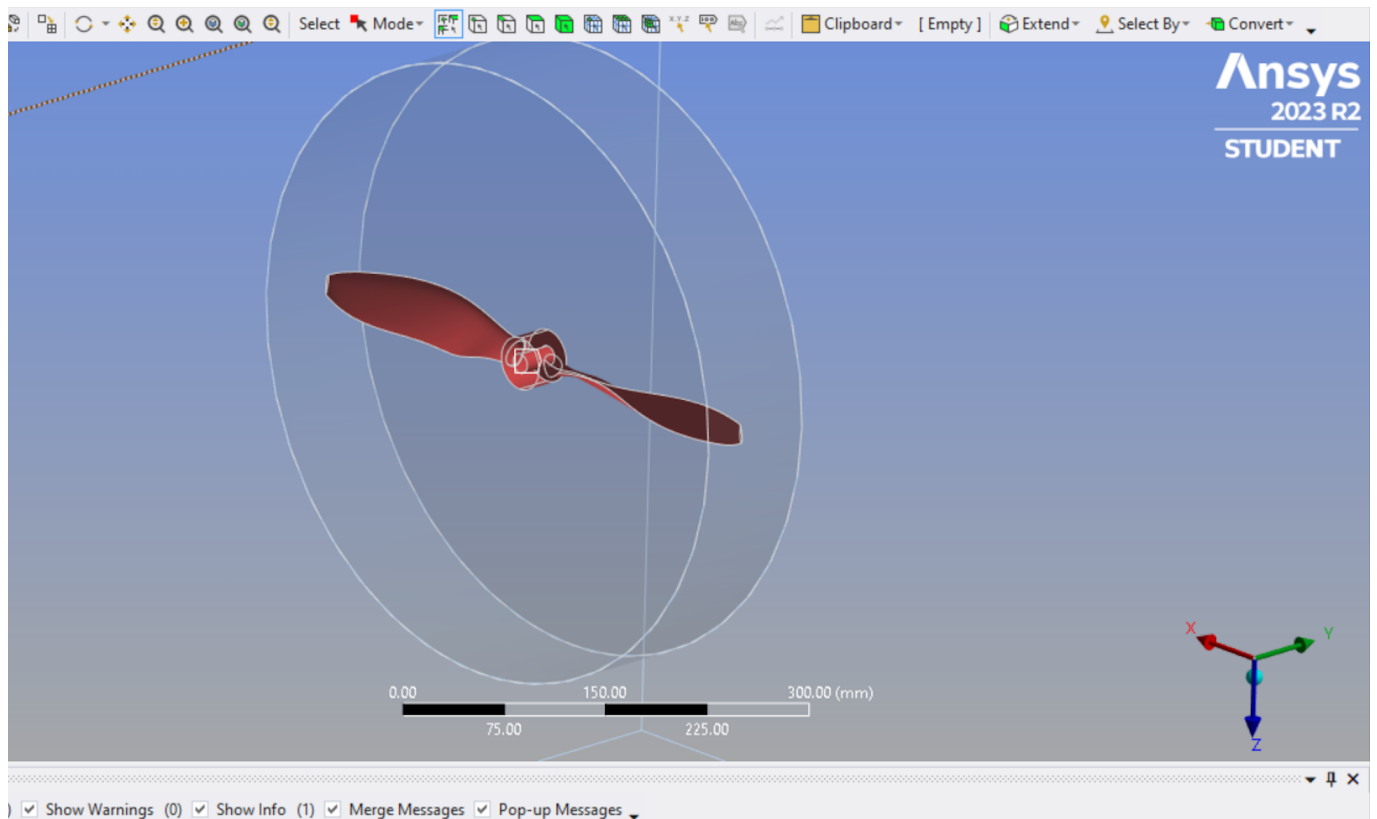 Select Mode Clipboard [ Empty ] Extend Select By Convert
Ansys
2023 R2
STUDENT
0.00 150.00 300.00 (mm)
75.00 225.00
X Y
Z
) Show Warnings (0) Show Info (1) Merge Messages Pop-up Messages